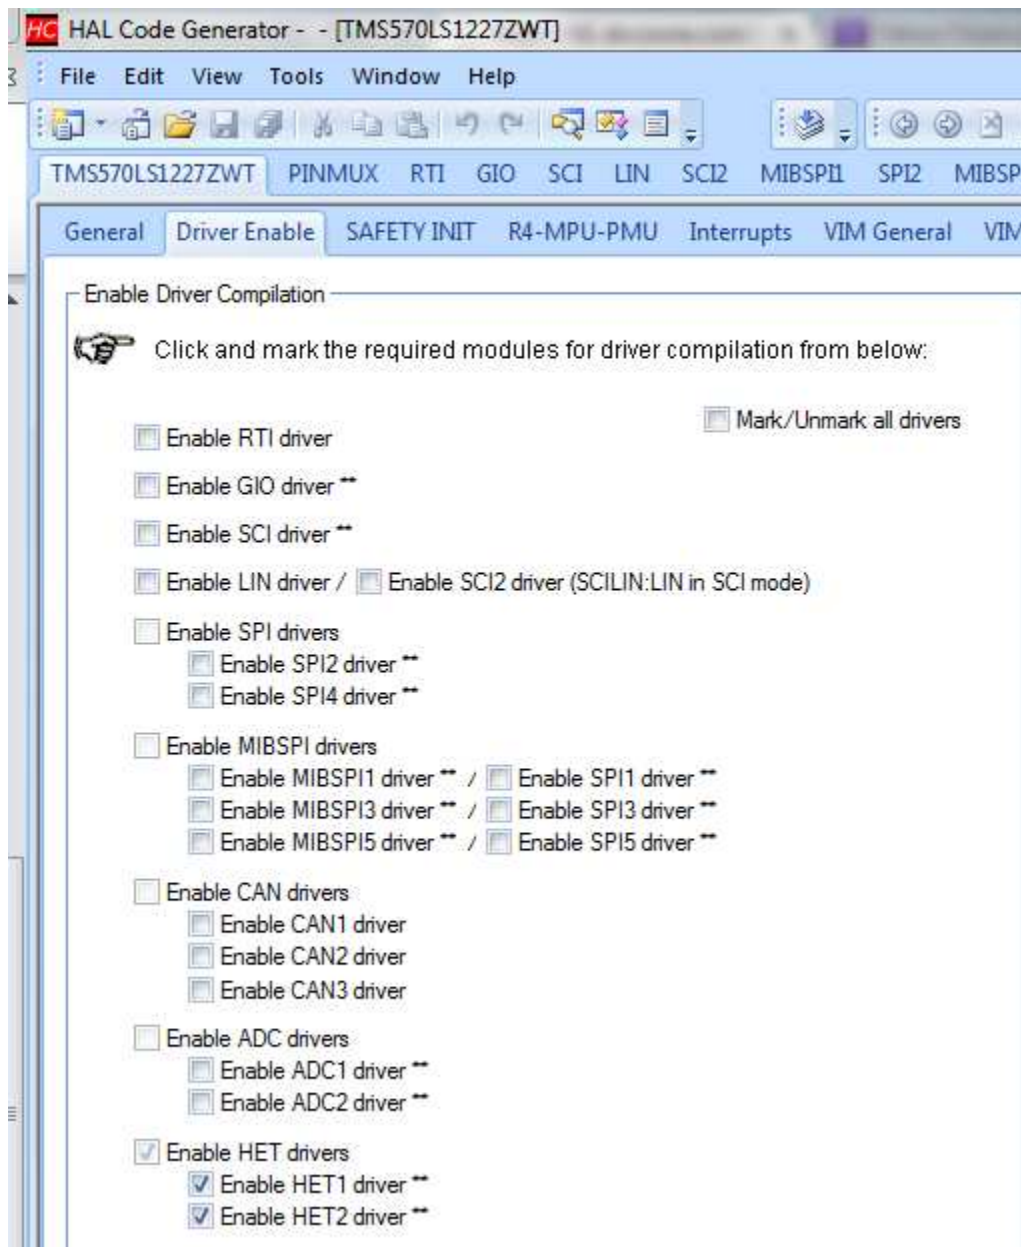 HC HAL Code Generator - - [TMS570LS1227ZWT]
File Edit View Tools Window Help
TMS570LS1227ZWT PINMUX RTI GIO SCI LIN SCI2 MIBSPI1 SPI2 MIBSP
General Driver Enable SAFETY INIT R4-MPU-PMU Interrupts VIM General VIM
Enable Driver Compilation
Click and mark the required modules for driver compilation from below:
Mark/Unmark all drivers
Enable RTI driver
Enable GIO driver **
Enable SCI driver **
Enable LIN driver / Enable SCI2 driver (SCILIN:LIN in SCI mode)
Enable SPI drivers
Enable SPI2 driver **
Enable SPI4 driver **
Enable MIBSPI drivers
Enable MIBSPI1 driver ** / Enable SPI1 driver **
Enable MIBSPI3 driver ** / Enable SPI3 driver **
Enable MIBSPI5 driver ** / Enable SPI5 driver **
Enable CAN drivers
Enable CAN1 driver
Enable CAN2 driver
Enable CAN3 driver
Enable ADC drivers
Enable ADC1 driver **
Enable ADC2 driver **
Enable HET drivers
Enable HET1 driver **
Enable HET2 driver **